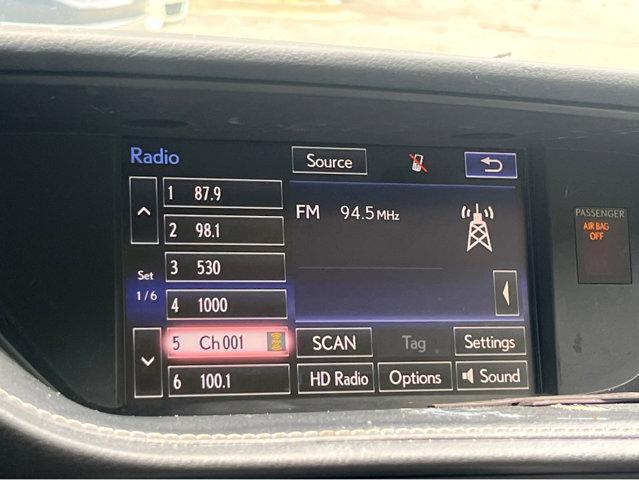 Radio
Source
PASSENGER
AIR BAG
OFF
1 87.9
FM 94.5 MHz
2 98.1
3 530
Set
1/6
4 1000
5 Ch 001
SCAN
Tag
Settings
6 100.1
HD Radio
Options
Sound